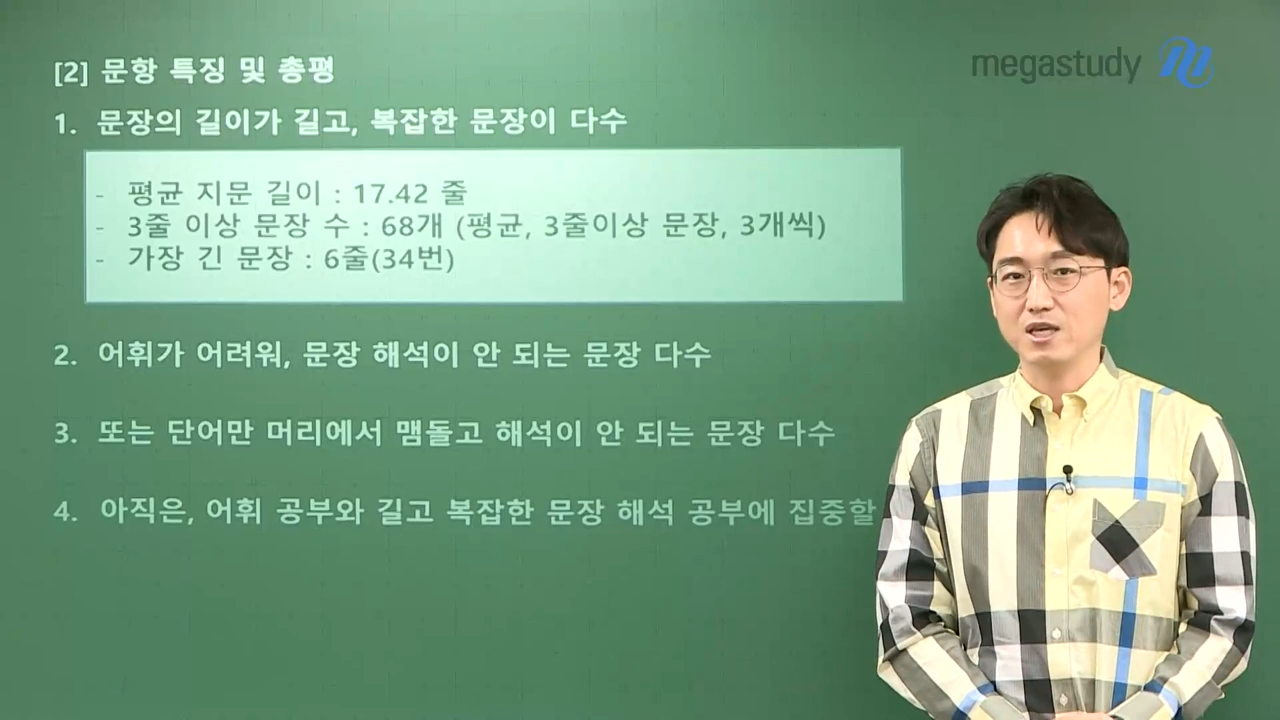 [2] 문항 특징 및 총평
megastudy
1. 문장의 길이가 길고, 복잡한 문장이 다수
- 평균 지문 길이 : 17.42 줄
- 3줄 이상 문장 수 : 68개 (평균, 3줄이상 문장, 3개씩)
- 가장 긴 문장 : 6줄(34번)
2. 어휘가 어려워, 문장 해석이 안 되는 문장 다수
3. 또는 단어만 머리에서 맴돌고 해석이 안 되는 문장 다수
4. 아직은, 어휘 공부와 길고 복잡한 문장 해석 공부에 집중할